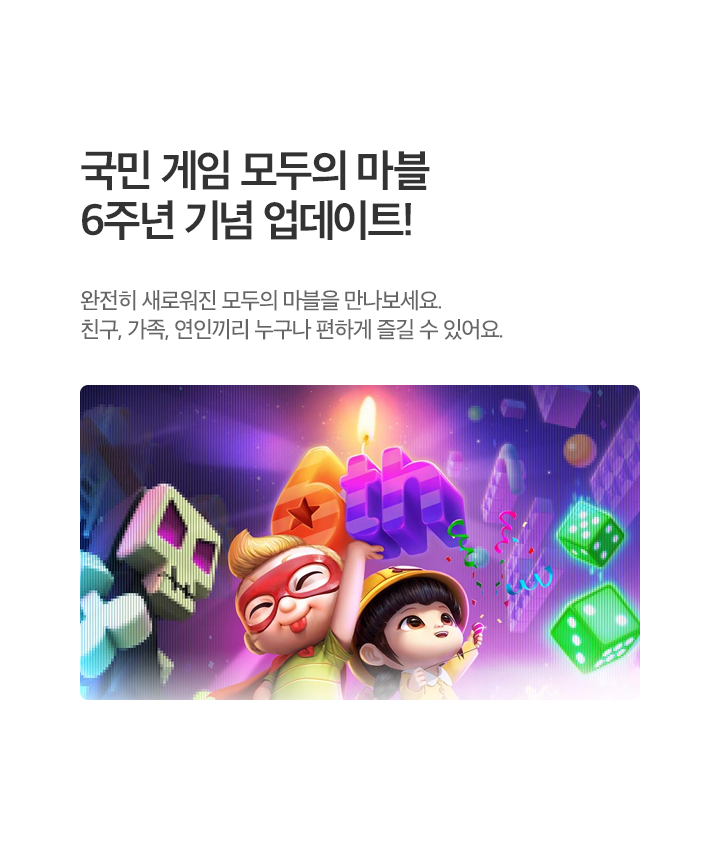 국민 게임 모두의 마블
6주년 기념 업데이트!
완전히 새로워진 모두의 마블을 만나보세요.
친구, 가족, 연인끼리 누구나 편하게 즐길 수 있어요.
6th